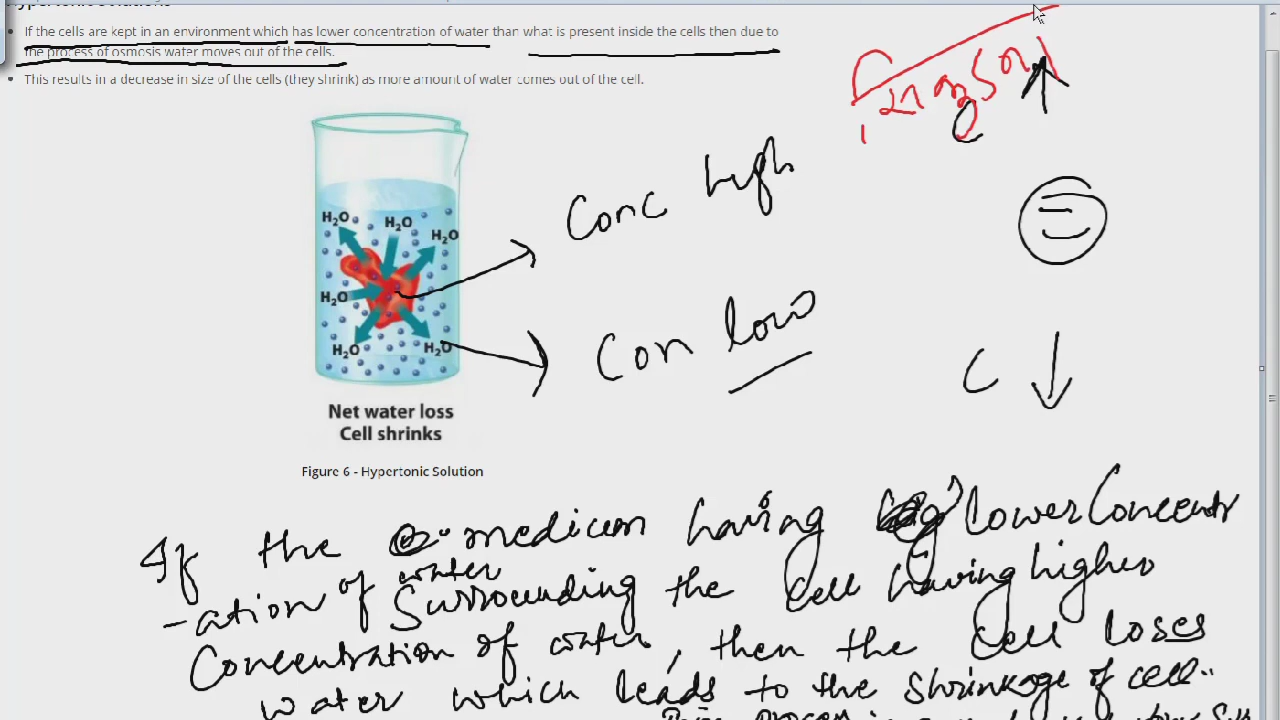 If the cells are kept in an environment which has lower concentration of water than what is present inside the cells then due to
the process of osmosis water moves out of the cells.
This results in a decrease in size of the cells (they shrink) as more amount of water comes out of the cell.
Conc high
H₂O H₂O H₂O
H₂O
H₂O H₂O
Con low
C
Net water loss
Cell shrinks
Figure 6 - Hypertonic Solution
If the medium having lower Concentr
-ation of water Surrounding the cell having higher
Concentration of water, then the cell loses
water which leads to the shrinkage of cell..